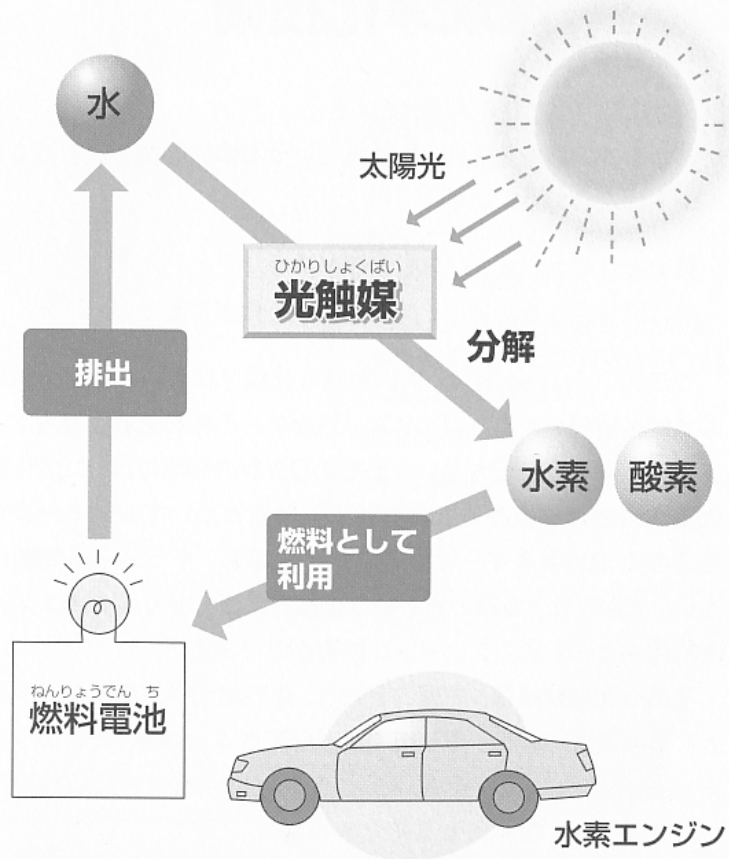 水
太陽光
ひかりしょくばい
光触媒
分解
排出
水素
酸素
燃料として
利用
ねんりょうでん ち
燃料電池
水素エンジン